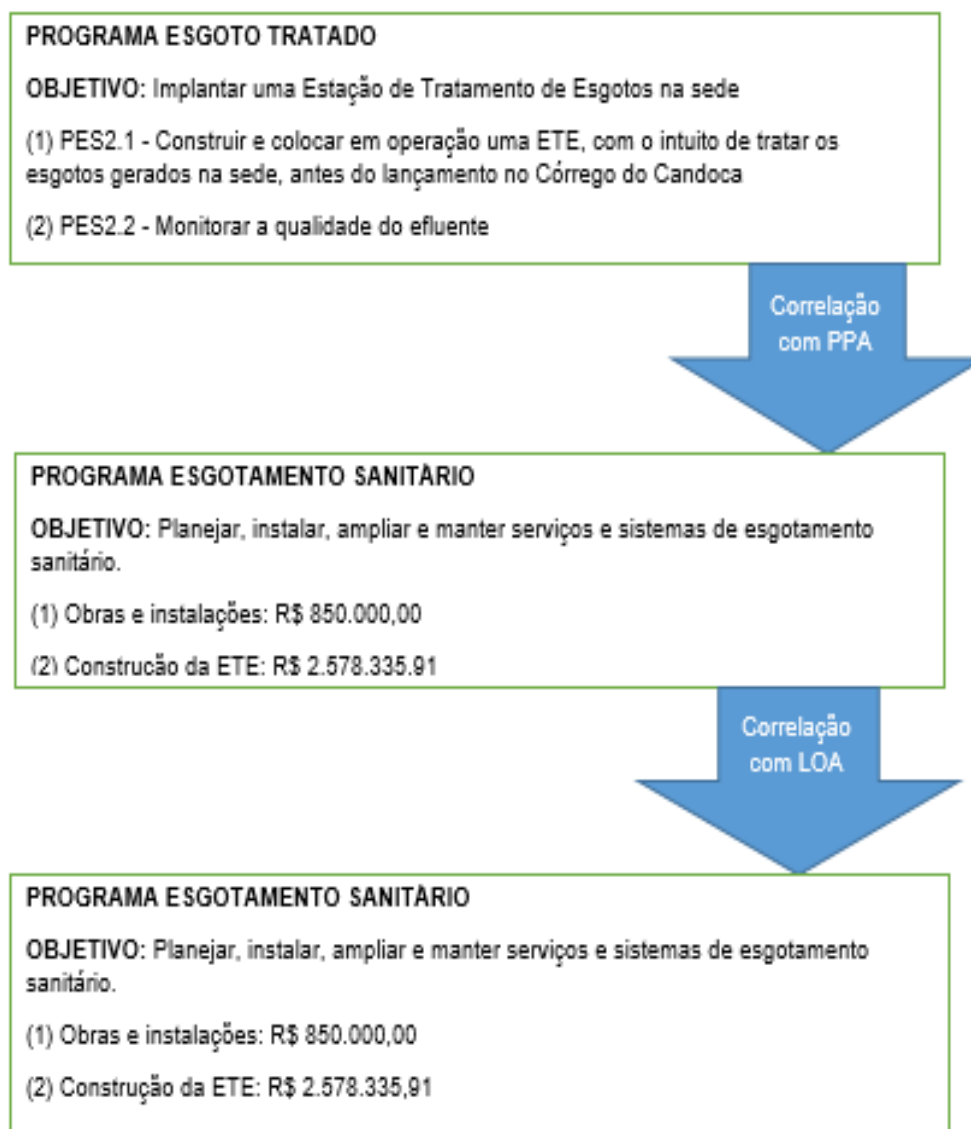 PROGRAMA ESGOTO TRATADO
OBJETIVO: Implantar uma Estação de Tratamento de Esgotos na sede
(1) PES2.1 - Construir e colocar em operação uma ETE, com o intuito de tratar os
esgotos gerados na sede, antes do lançamento no Córrego do Candoca
(2) PES2.2 - Monitorar a qualidade do efluente
Correlação
com PPA
PROGRAMA ESGOTAMENTO SANITÁRIO
OBJETIVO: Planejar, instalar, ampliar e manter serviços e sistemas de esgotamento
sanitário.
(1) Obras e instalações: R$ 850.000,00
(2) Construção da ETE: R$ 2.578.335,91
Correlação
com LOA
PROGRAMA ESGOTAMENTO SANITÁRIO
OBJETIVO: Planejar, instalar, ampliar e manter serviços e sistemas de esgotamento
sanitário.
(1) Obras e instalações: R$ 850.000,00
(2) Construção da ETE: R$ 2.578.335,91